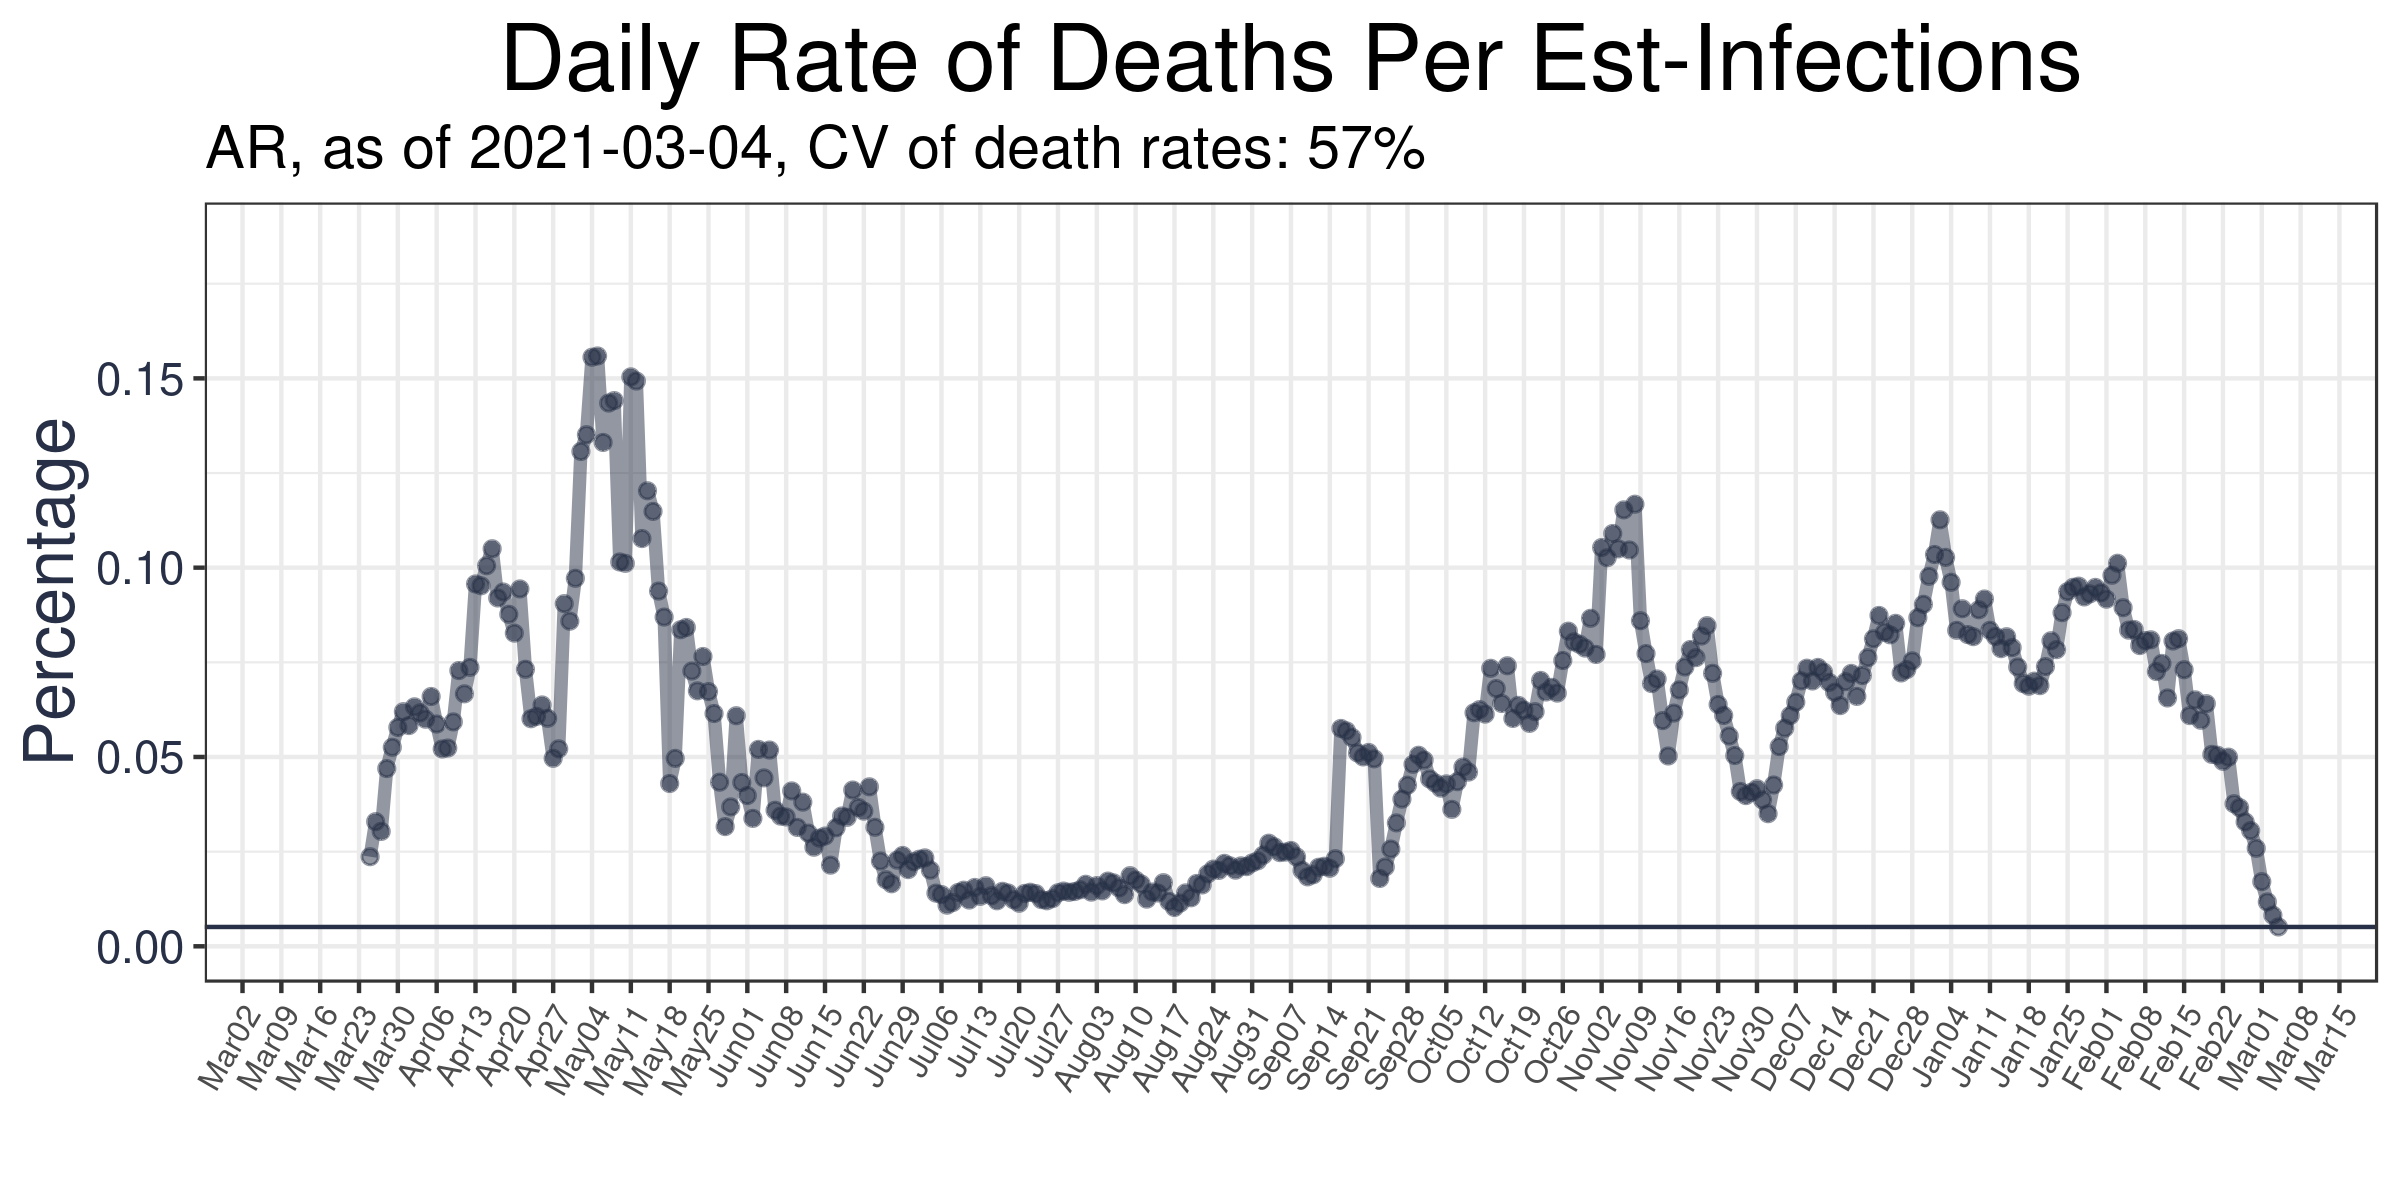 Daily Rate of Deaths Per Est-Infections
AR, as of 2021-03-04, CV of death rates: 57%
Percentage
0.15
0.10
0.05
0.00
Mar02
Mar09
Mar16
Mar23
Mar30
Apr06
Apr13
Apr20
Apr27
May04
May11
May18
May25
Jun01
Jun08
Jun15
Jun22
Jun29
Jul06
Jul13
Jul20
Jul27
Aug03
Aug10
Aug17
Aug24
Aug31
Sep07
Sep14
Sep21
Sep28
Oct05
Oct12
Oct19
Oct26
Nov02
Nov09
Nov16
Nov23
Nov30
Dec07
Dec14
Dec21
Dec28
Jan04
Jan11
Jan18
Jan25
Feb01
Feb08
Feb15
Feb22
Mar01
Mar08
Mar15